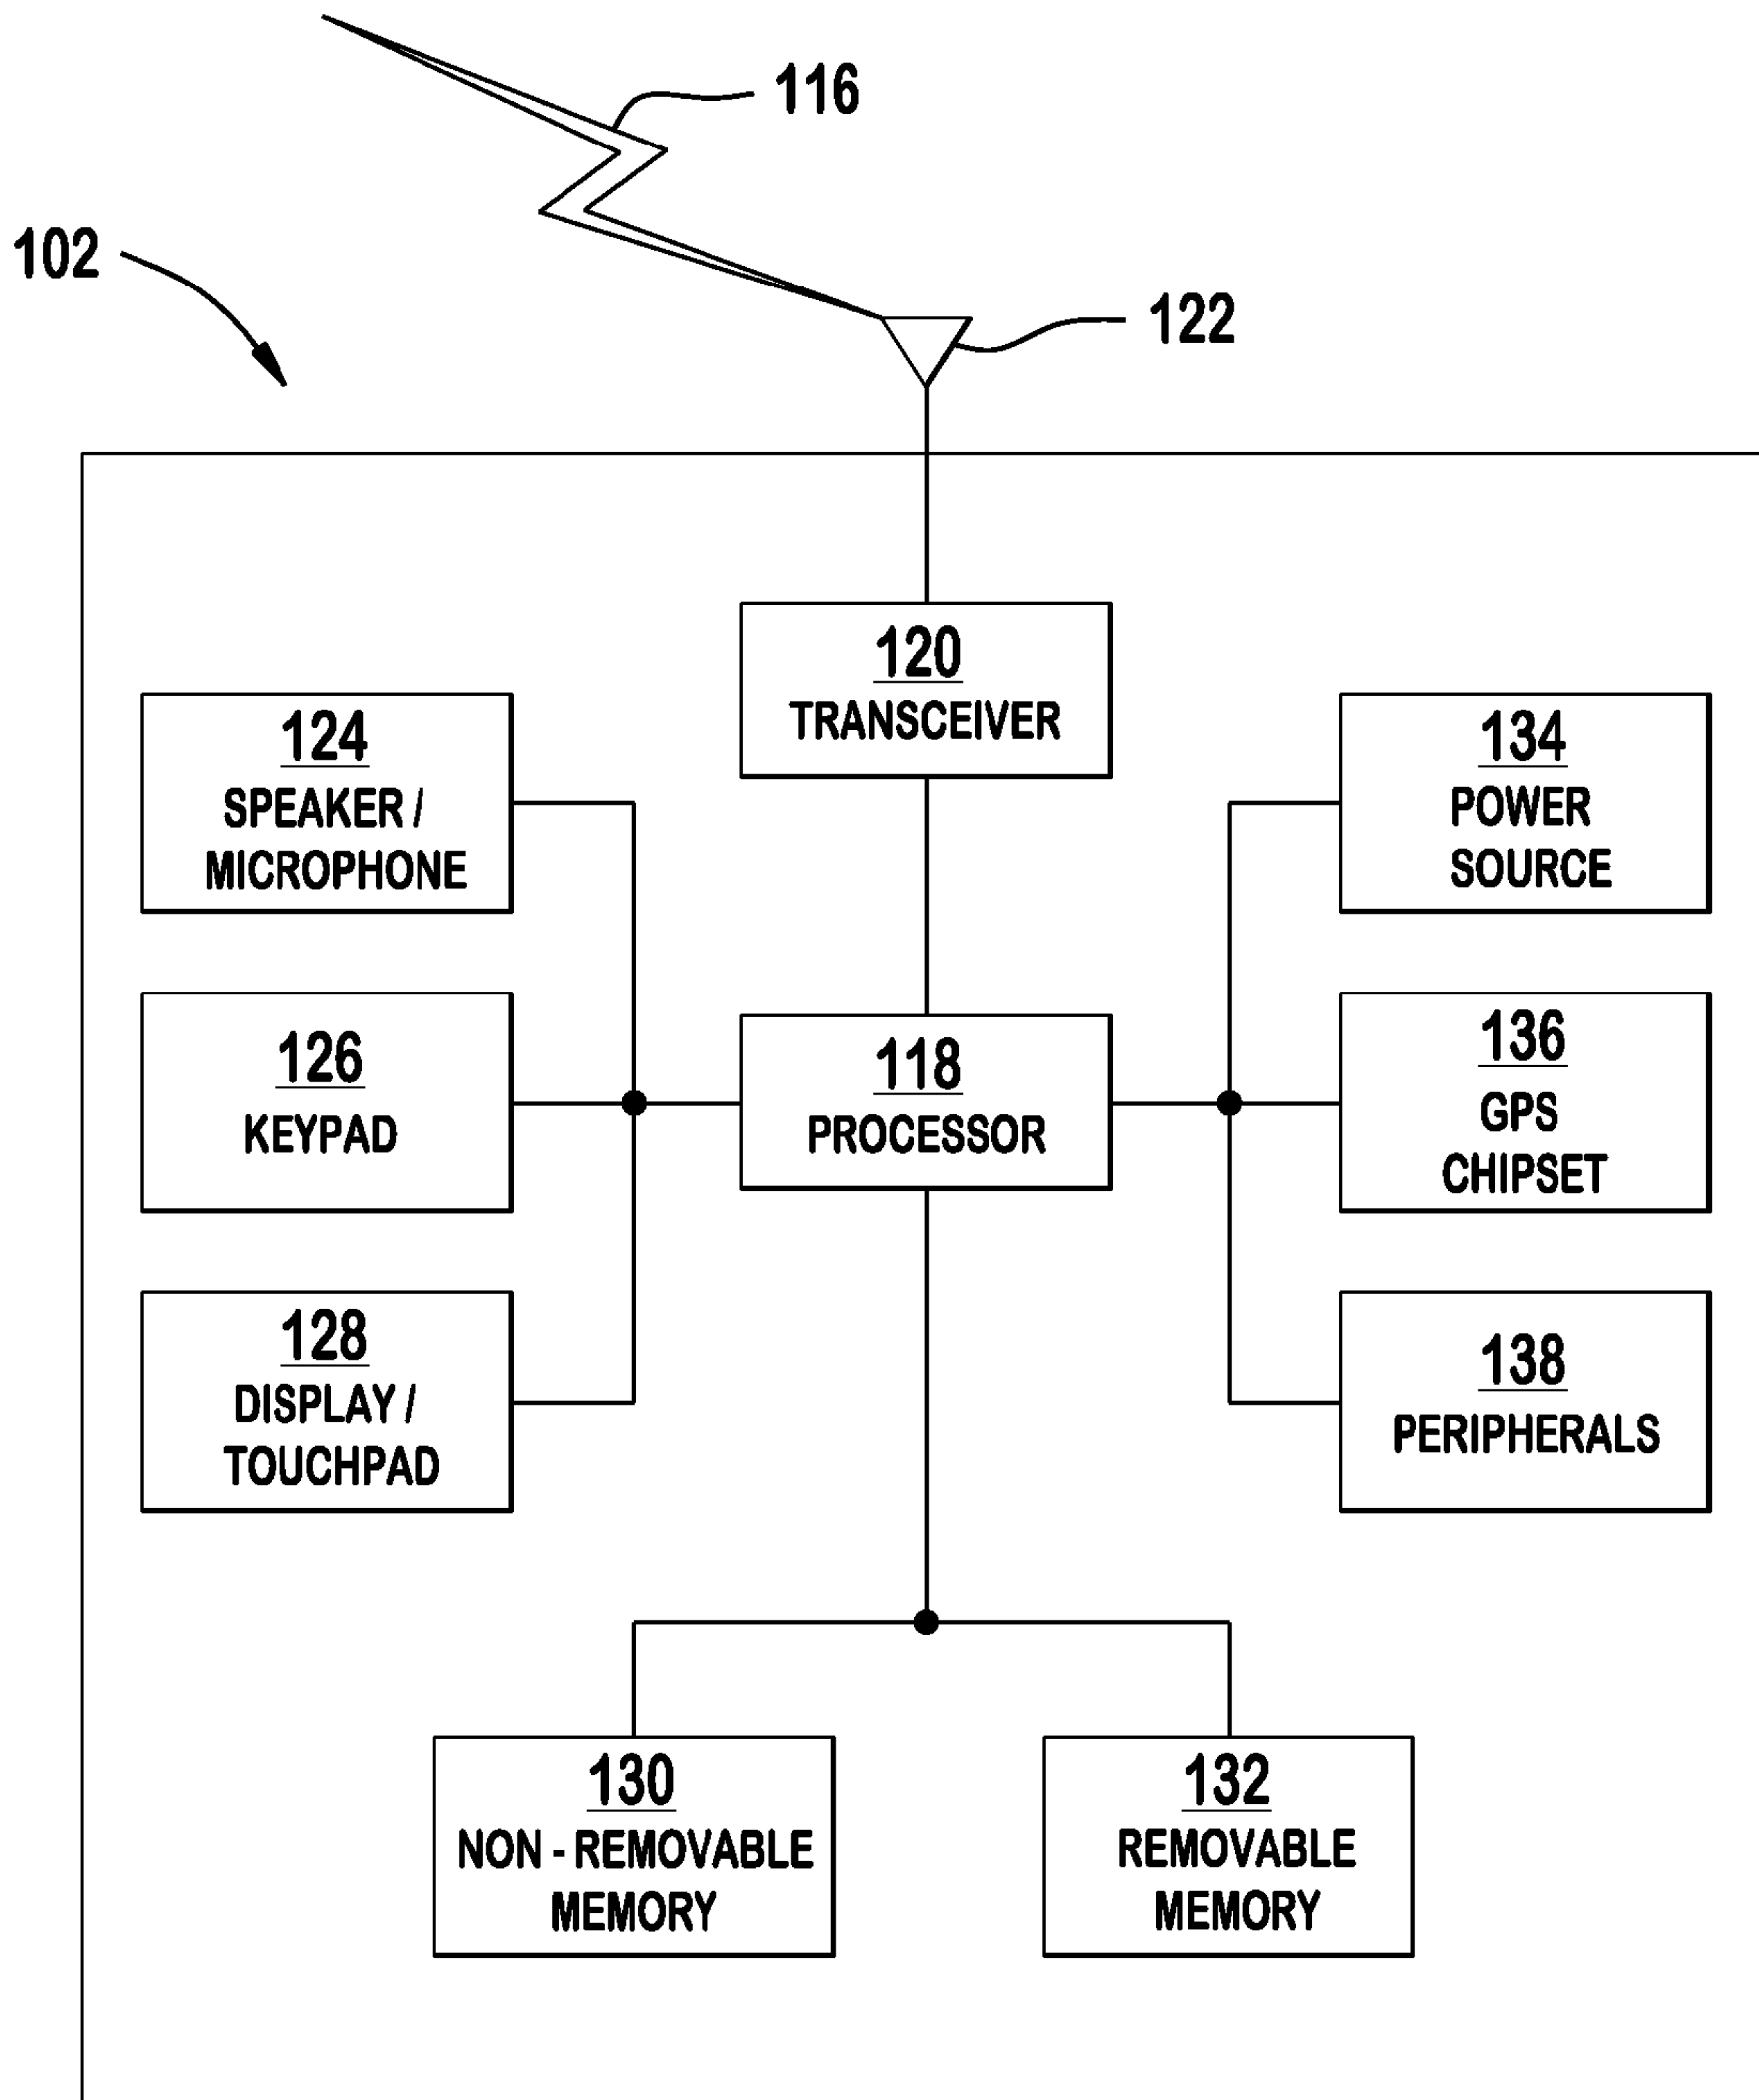 116
102
122
120
TRANSCEIVER
124
SPEAKER /
MICROPHONE
134
POWER
SOURCE
126
KEYPAD
118
PROCESSOR
136
GPS
CHIPSET
128
DISPLAY /
TOUCHPAD
138
PERIPHERALS
130
NON - REMOVABLE
MEMORY
132
REMOVABLE
MEMORY